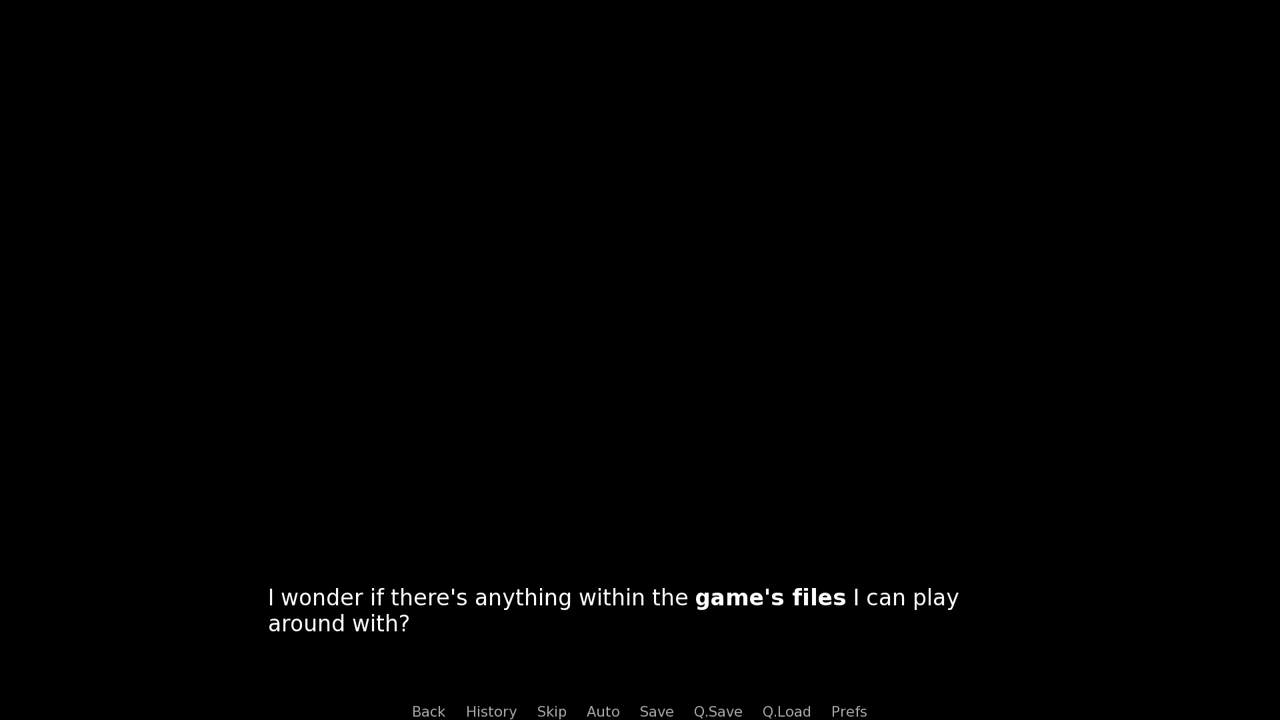 I wonder if there's anything within the game's files I can play
around with?
Back History Skip Auto Save Q.Save Q.Load Prefs